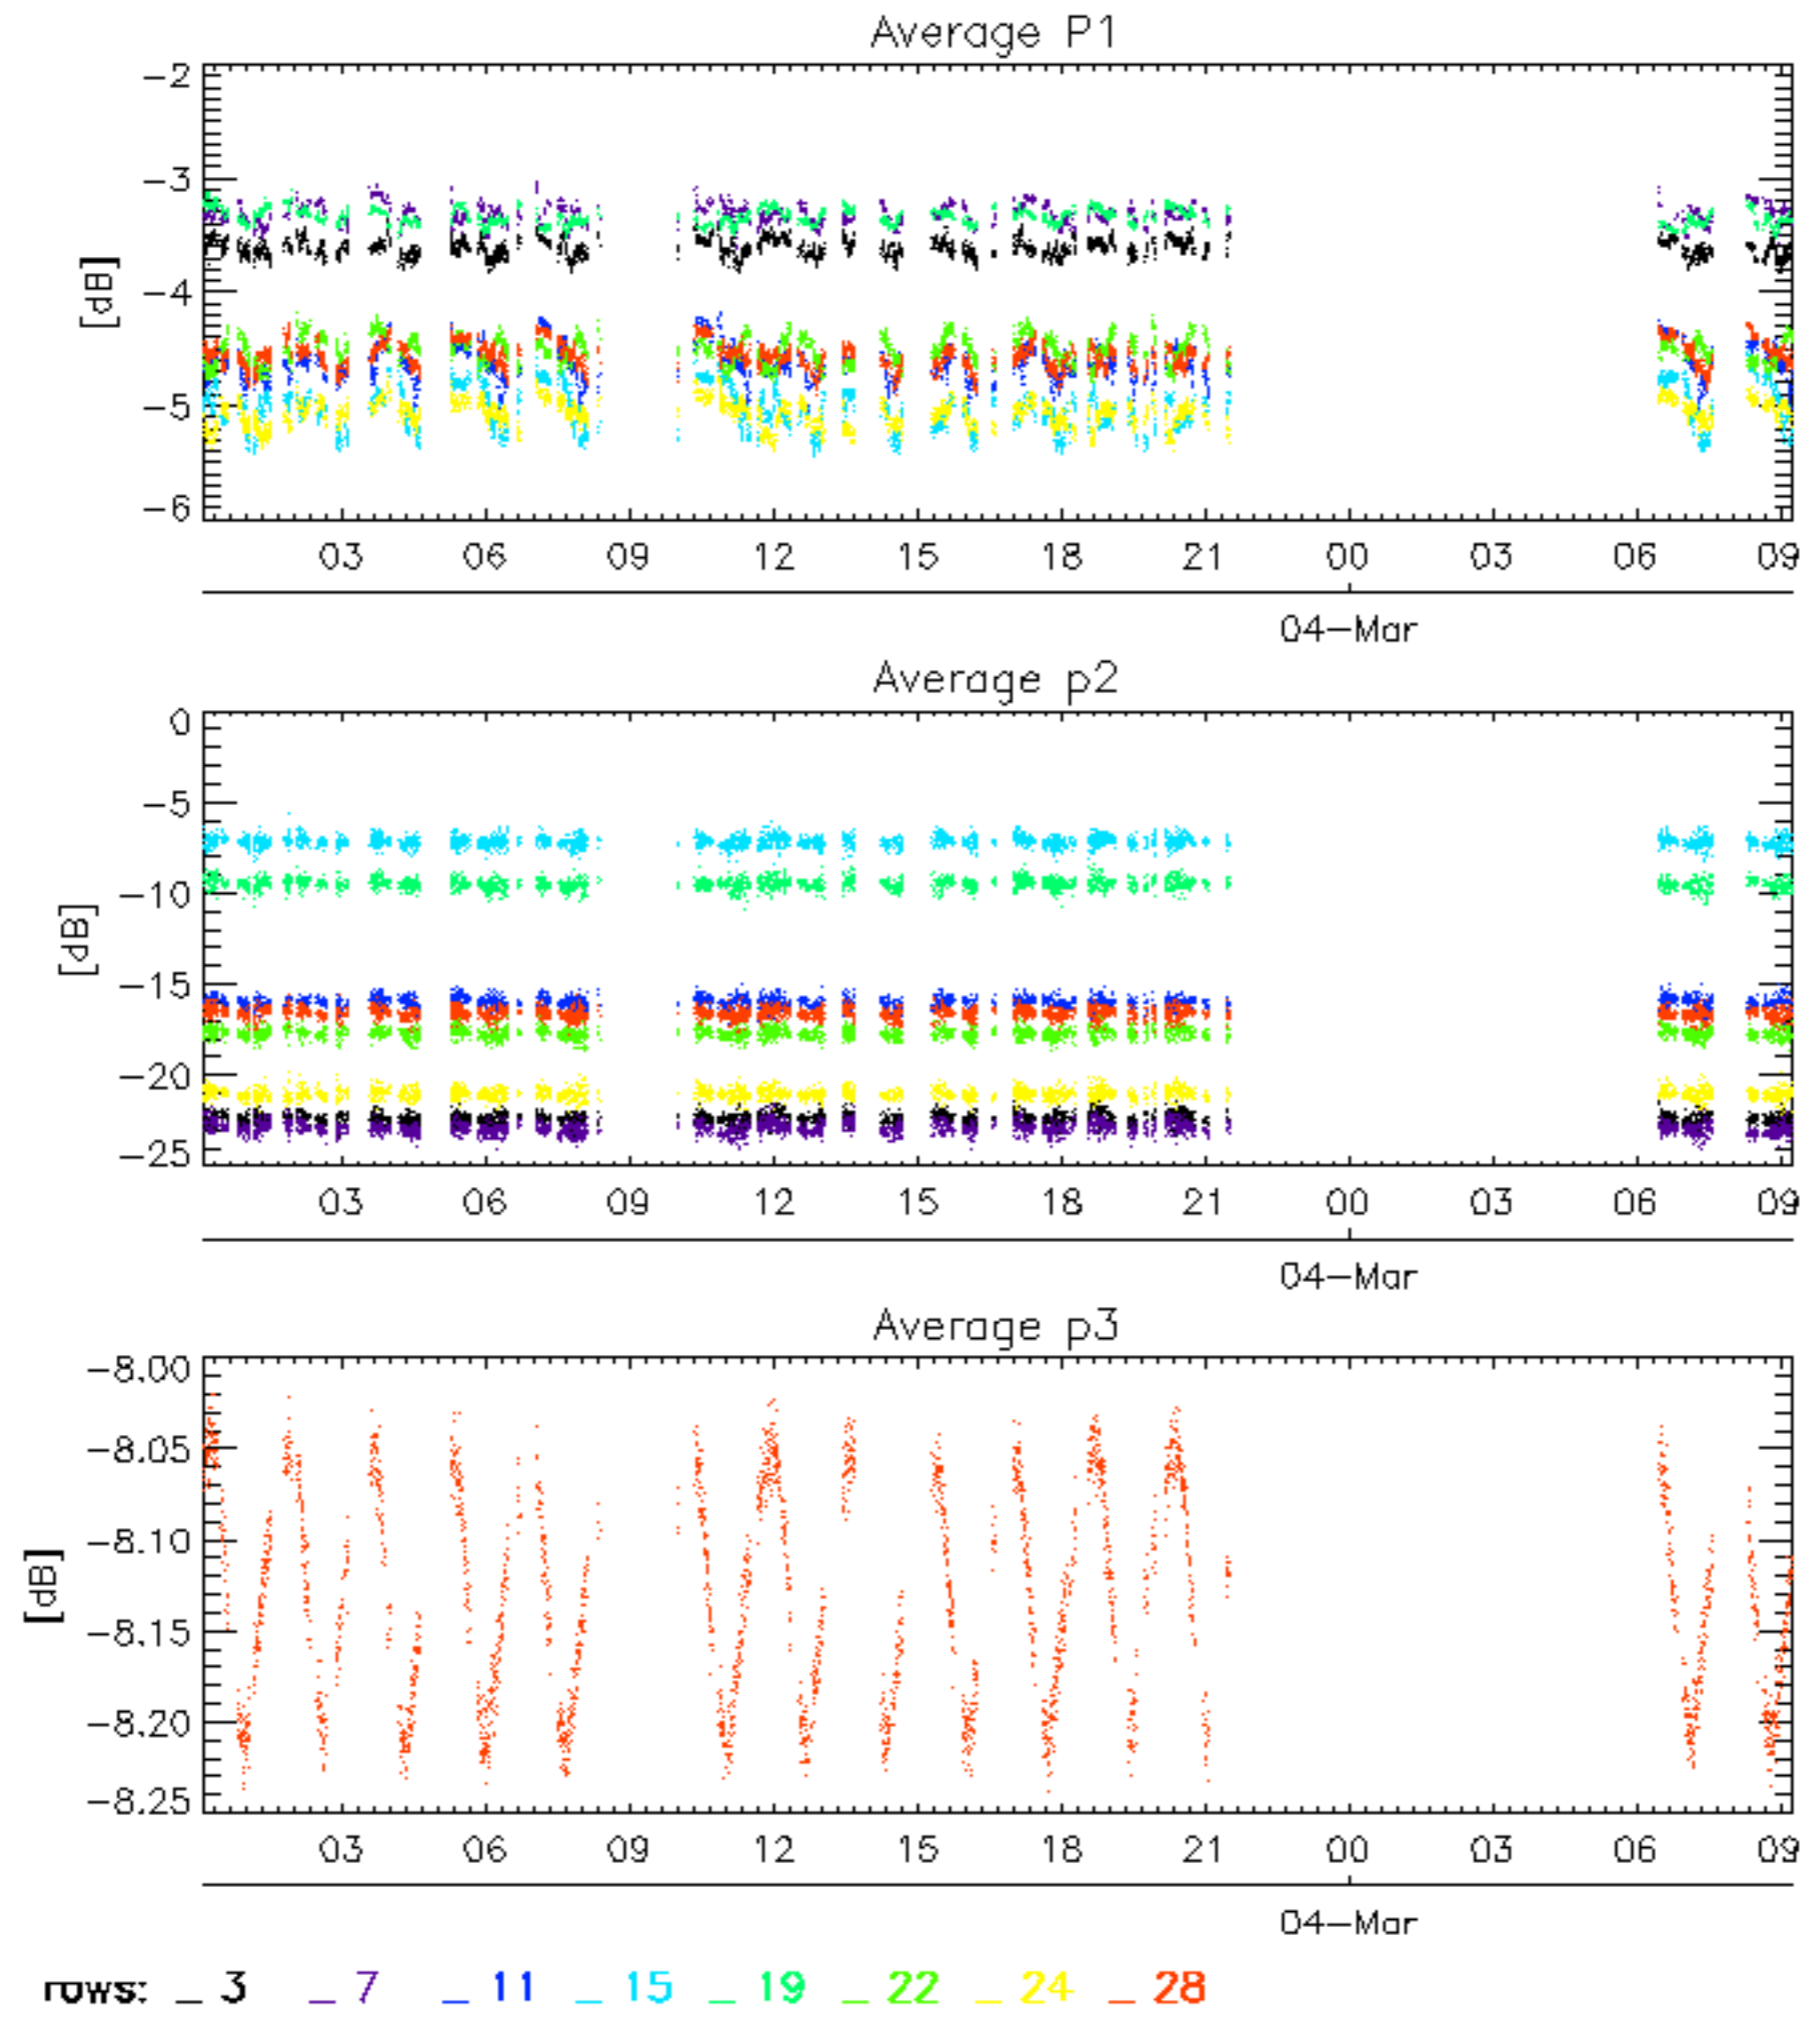 Average P1
[dB]
-2
-3
-4
-5
-6
03 06 09 12 15 18 21 00 03 06 09
04-Mar
Average p2
[dB]
0
-5
-10
-15
-20
-25
03 06 09 12 15 18 21 00 03 06 09
04-Mar
Average p3
[dB]
-8.00
-8.05
-8.10
-8.15
-8.20
-8.25
03 06 09 12 15 18 21 00 03 06 09
04-Mar
rows: _ 3 _ 7 _ 11 _ 15 _ 19 _ 22 _ 24 _ 28